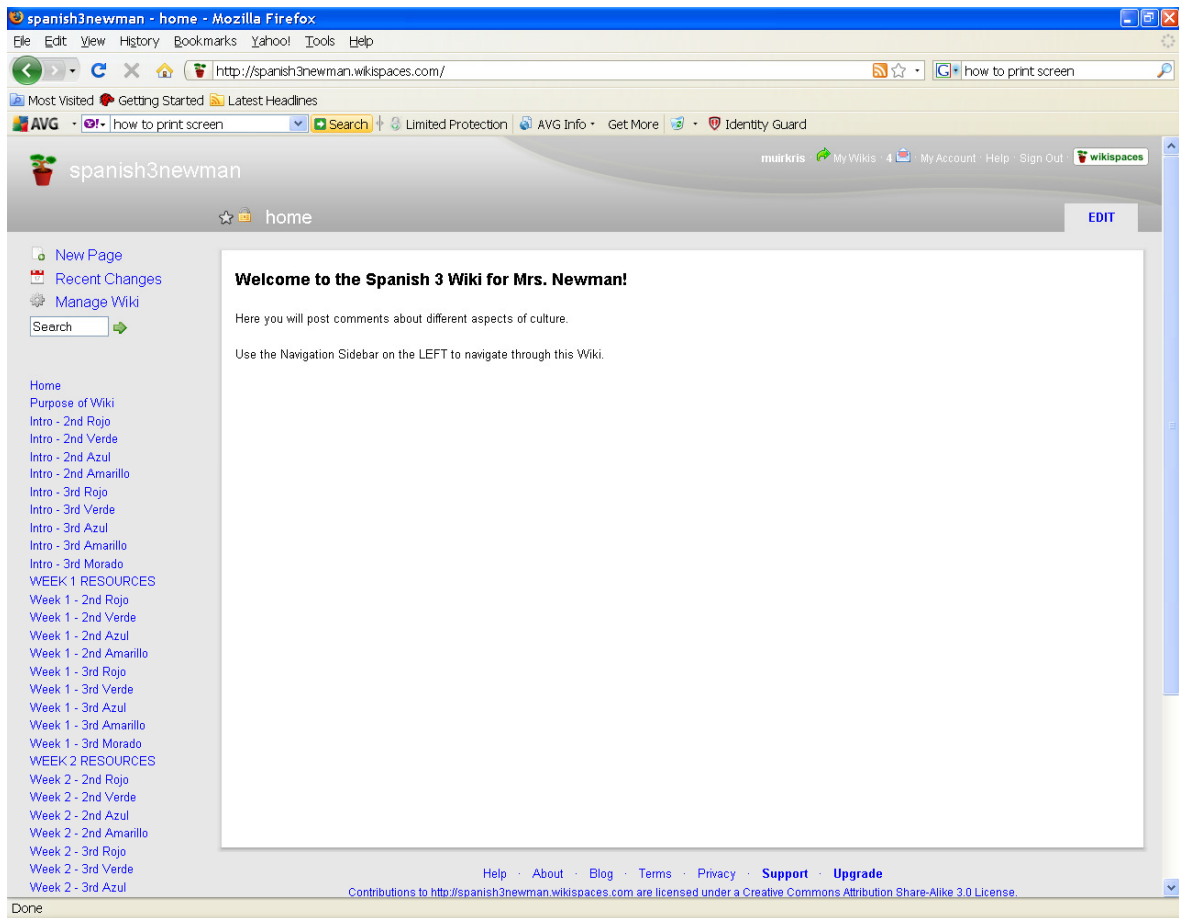 spanish3newman - home - Mozilla Firefox
File Edit View History Bookmarks Yahoo! Tools Help
http://spanish3newman.wikispaces.com/ G how to print screen
Most Visited Getting Started Latest Headlines
AVG how to print screen Search Limited Protection AVG Info Get More Identity Guard
muirkris · My Wikis · 4 · My Account · Help · Sign Out · wikispaces
spanish3newman
home EDIT
New Page
Recent Changes
Manage Wiki
Search
Welcome to the Spanish 3 Wiki for Mrs. Newman!
Here you will post comments about different aspects of culture.
Use the Navigation Sidebar on the LEFT to navigate through this Wiki.
Home
Purpose of Wiki
Intro - 2nd Rojo
Intro - 2nd Verde
Intro - 2nd Azul
Intro - 2nd Amarillo
Intro - 3rd Rojo
Intro - 3rd Verde
Intro - 3rd Azul
Intro - 3rd Amarillo
Intro - 3rd Morado
WEEK 1 RESOURCES
Week 1 - 2nd Rojo
Week 1 - 2nd Verde
Week 1 - 2nd Azul
Week 1 - 2nd Amarillo
Week 1 - 3rd Rojo
Week 1 - 3rd Verde
Week 1 - 3rd Azul
Week 1 - 3rd Amarillo
Week 1 - 3rd Morado
WEEK 2 RESOURCES
Week 2 - 2nd Rojo
Week 2 - 2nd Verde
Week 2 - 2nd Azul
Week 2 - 2nd Amarillo
Week 2 - 3rd Rojo
Week 2 - 3rd Verde
Week 2 - 3rd Azul
Help · About · Blog · Terms · Privacy · Support · Upgrade
Contributions to http://spanish3newman.wikispaces.com are licensed under a Creative Commons Attribution Share-Alike 3.0 License.
Done